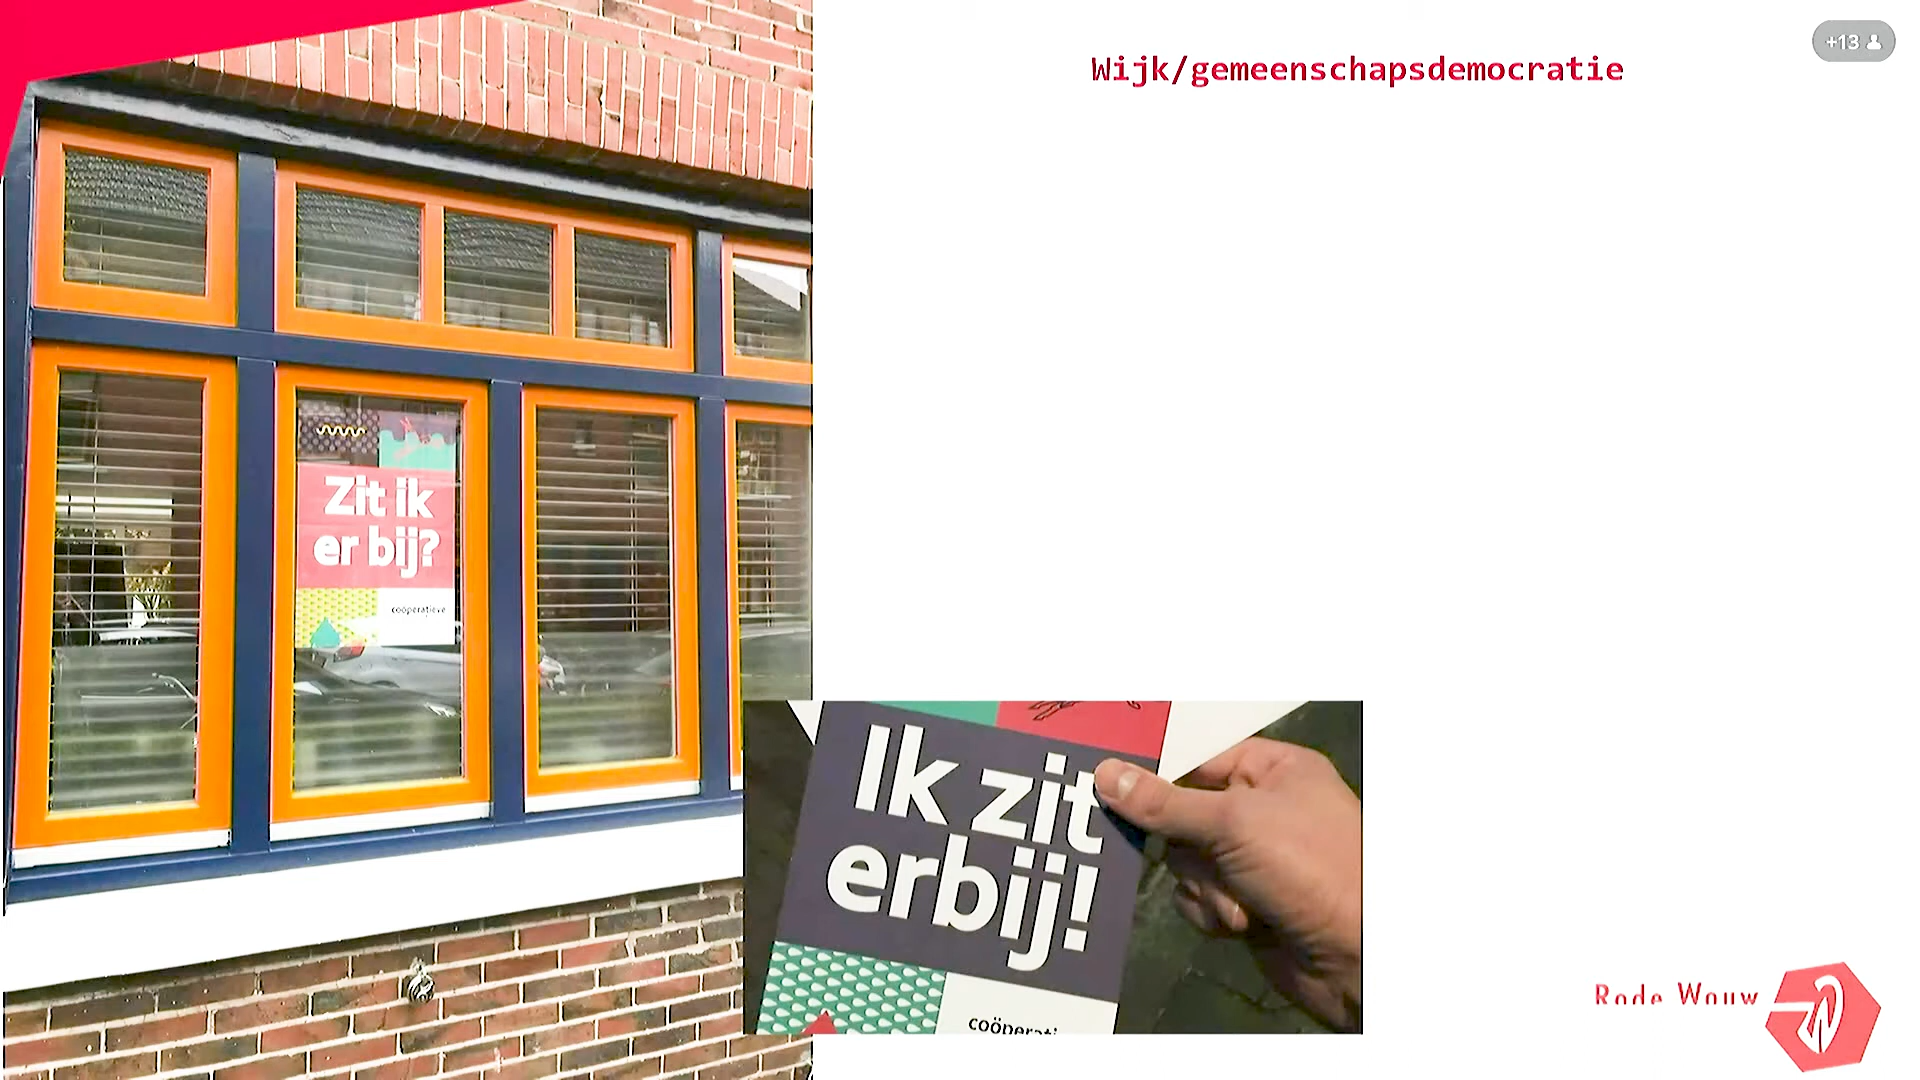 +13
Wijk/gemeenschapsdemocratie
Zit ik
er bij?
coöperatieve
Ik zit
erbij!
Rode Wouw